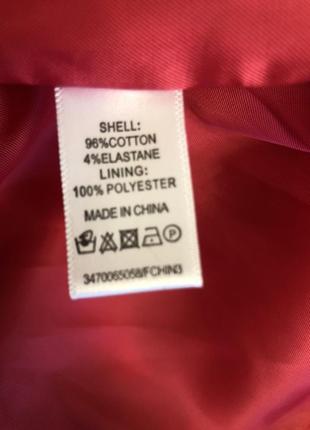 SHELL:
96%COTTON
4%ELASTANE
LINING:
100% POLYESTER
MADE IN CHINA
3470065058/FCHIN3